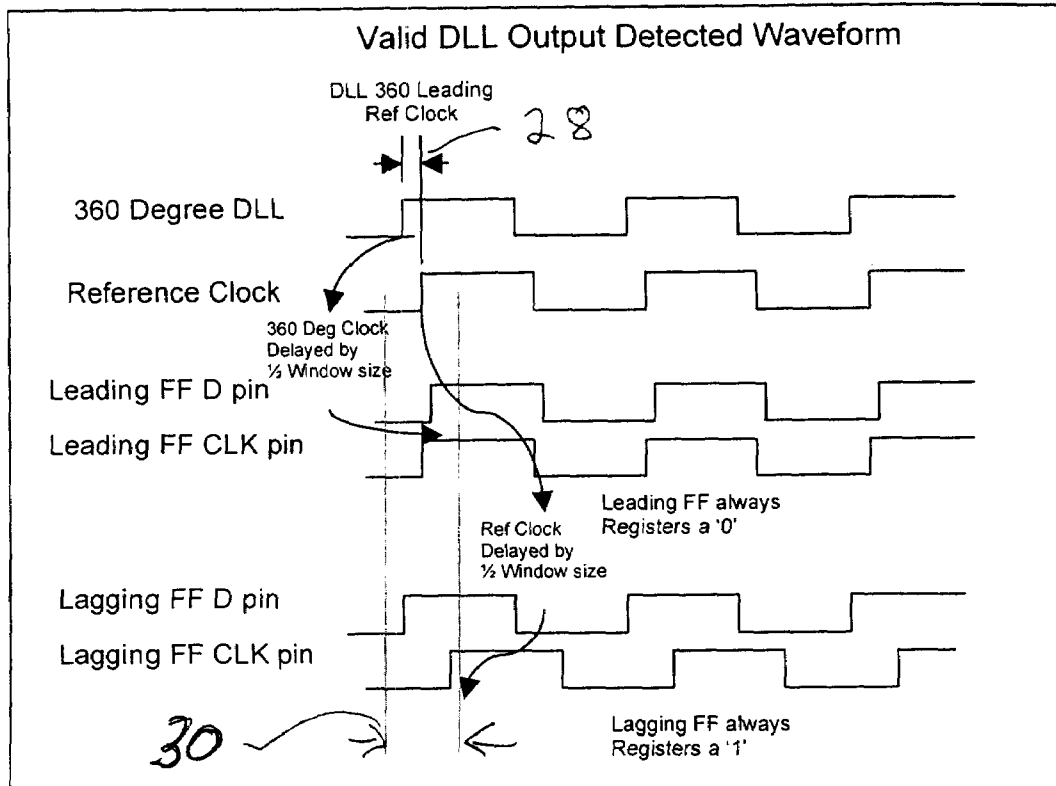 Valid DLL Output Detected Waveform
DLL 360 Leading
Ref Clock
28
360 Degree DLL
Reference Clock
360 Deg Clock
Delayed by
½ Window size
Leading FF D pin
Leading FF CLK pin
Leading FF always
Registers a '0'
Ref Clock
Delayed by
½ Window size
Lagging FF D pin
Lagging FF CLK pin
30
Lagging FF always
Registers a '1'